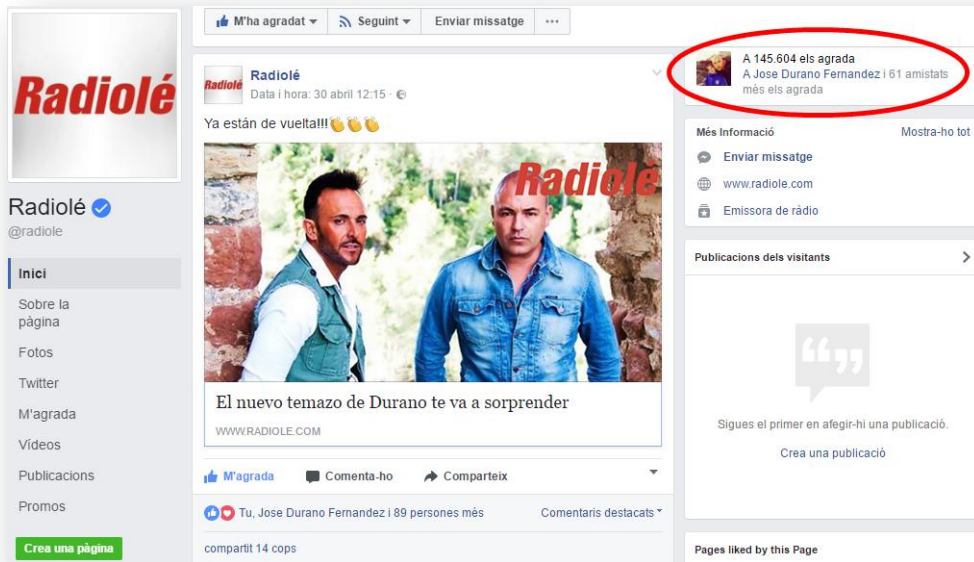 M'ha agradat
Seguint
Enviar missatge
Radiolé
Radiolé
@radiole
Inici
Sobre la
pàgina
Fotos
Twitter
M'agrada
Vídeos
Publicacions
Promos
Crea una pàgina
Radiolé
Radiolé
Data i hora: 30 abril 12:15 ·
Ya están de vuelta!!!
Radiolé
El nuevo temazo de Durano te va a sorprender
WWW.RADIOLE.COM
M'agrada Comenta-ho Comparteix
Tu, Jose Durano Fernandez i 89 persones més Comentaris destacats
compartit 14 cops
A 145.604 els agrada
A Jose Durano Fernandez i 61 amistats
més els agrada
Més Informació Mostra-ho tot
Enviar missatge
www.radiole.com
Emissora de ràdio
Publicacions dels visitants
Sigues el primer en afegir-hi una publicació.
Crea una publicació
Pages liked by this Page